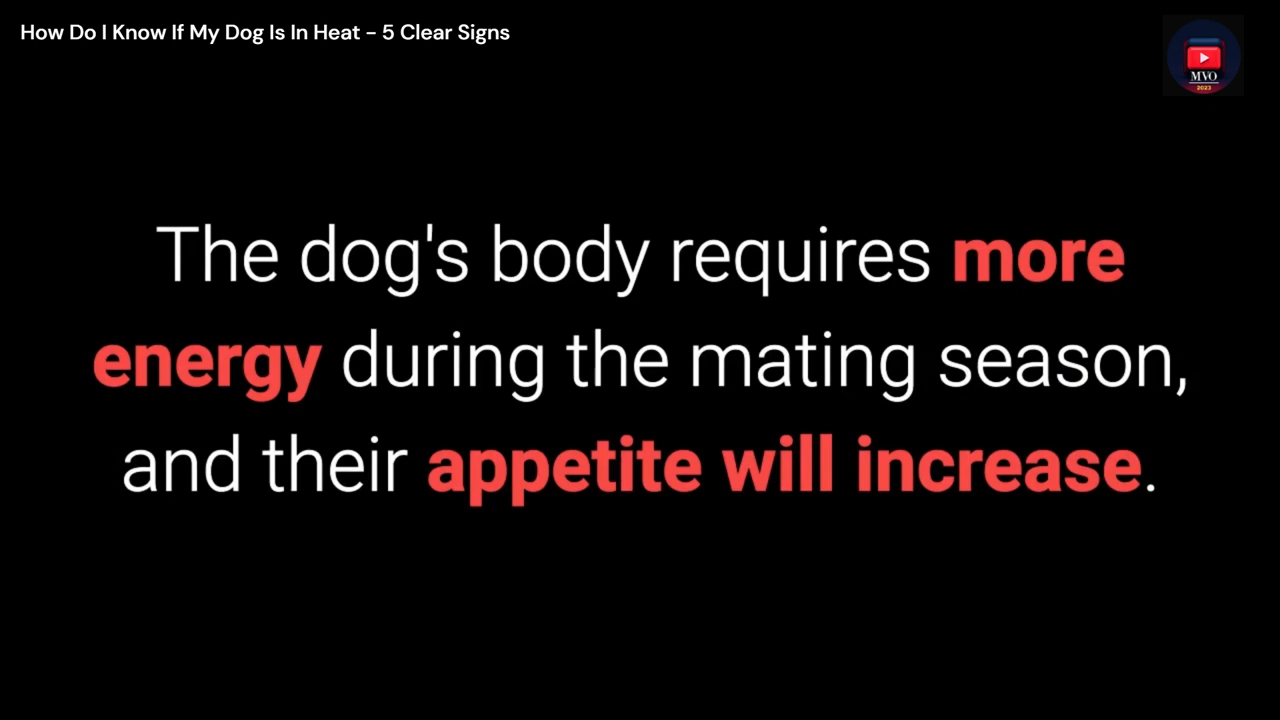 How Do I Know If My Dog Is In Heat - 5 Clear Signs
MVO
2023
The dog's body requires more
energy during the mating season,
and their appetite will increase.